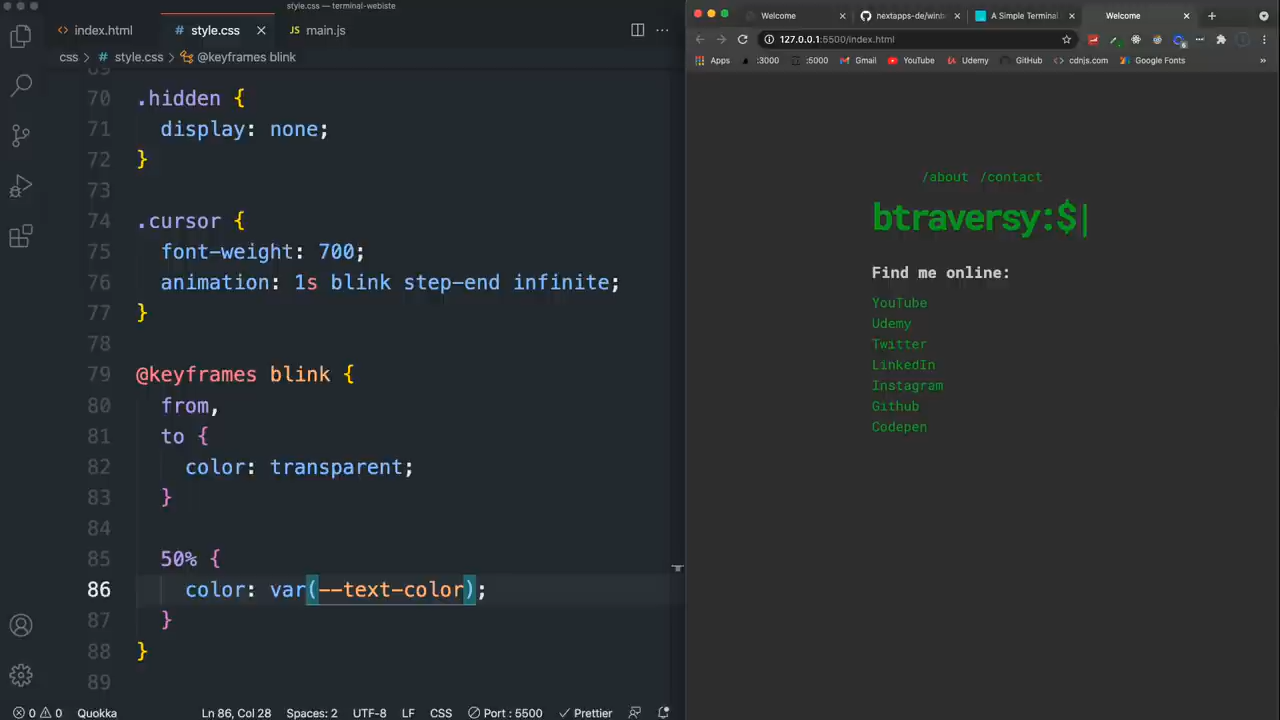 style.css — terminal-webiste
index.html
# style.css
JS main.js
css > # style.css > @keyframes blink
69
70 .hidden {
71 display: none;
72 }
73
74 .cursor {
75 font-weight: 700;
76 animation: 1s blink step-end infinite;
77 }
78
79 @keyframes blink {
80 from,
81 to {
82 color: transparent;
83 }
84
85 50% {
86 color: var(--text-color);
87 }
88 }
89
0 0 Quokka Ln 86, Col 28 Spaces: 2 UTF-8 LF CSS Port : 5500 Prettier
Welcome
nextapps-de/winb
A Simple Terminal
Welcome
127.0.0.1:5500/index.html
Apps :3000 :5000 Gmail YouTube Udemy GitHub cdnjs.com Google Fonts »
/about /contact
btraversy:$|
Find me online:
YouTube
Udemy
Twitter
LinkedIn
Instagram
Github
Codepen